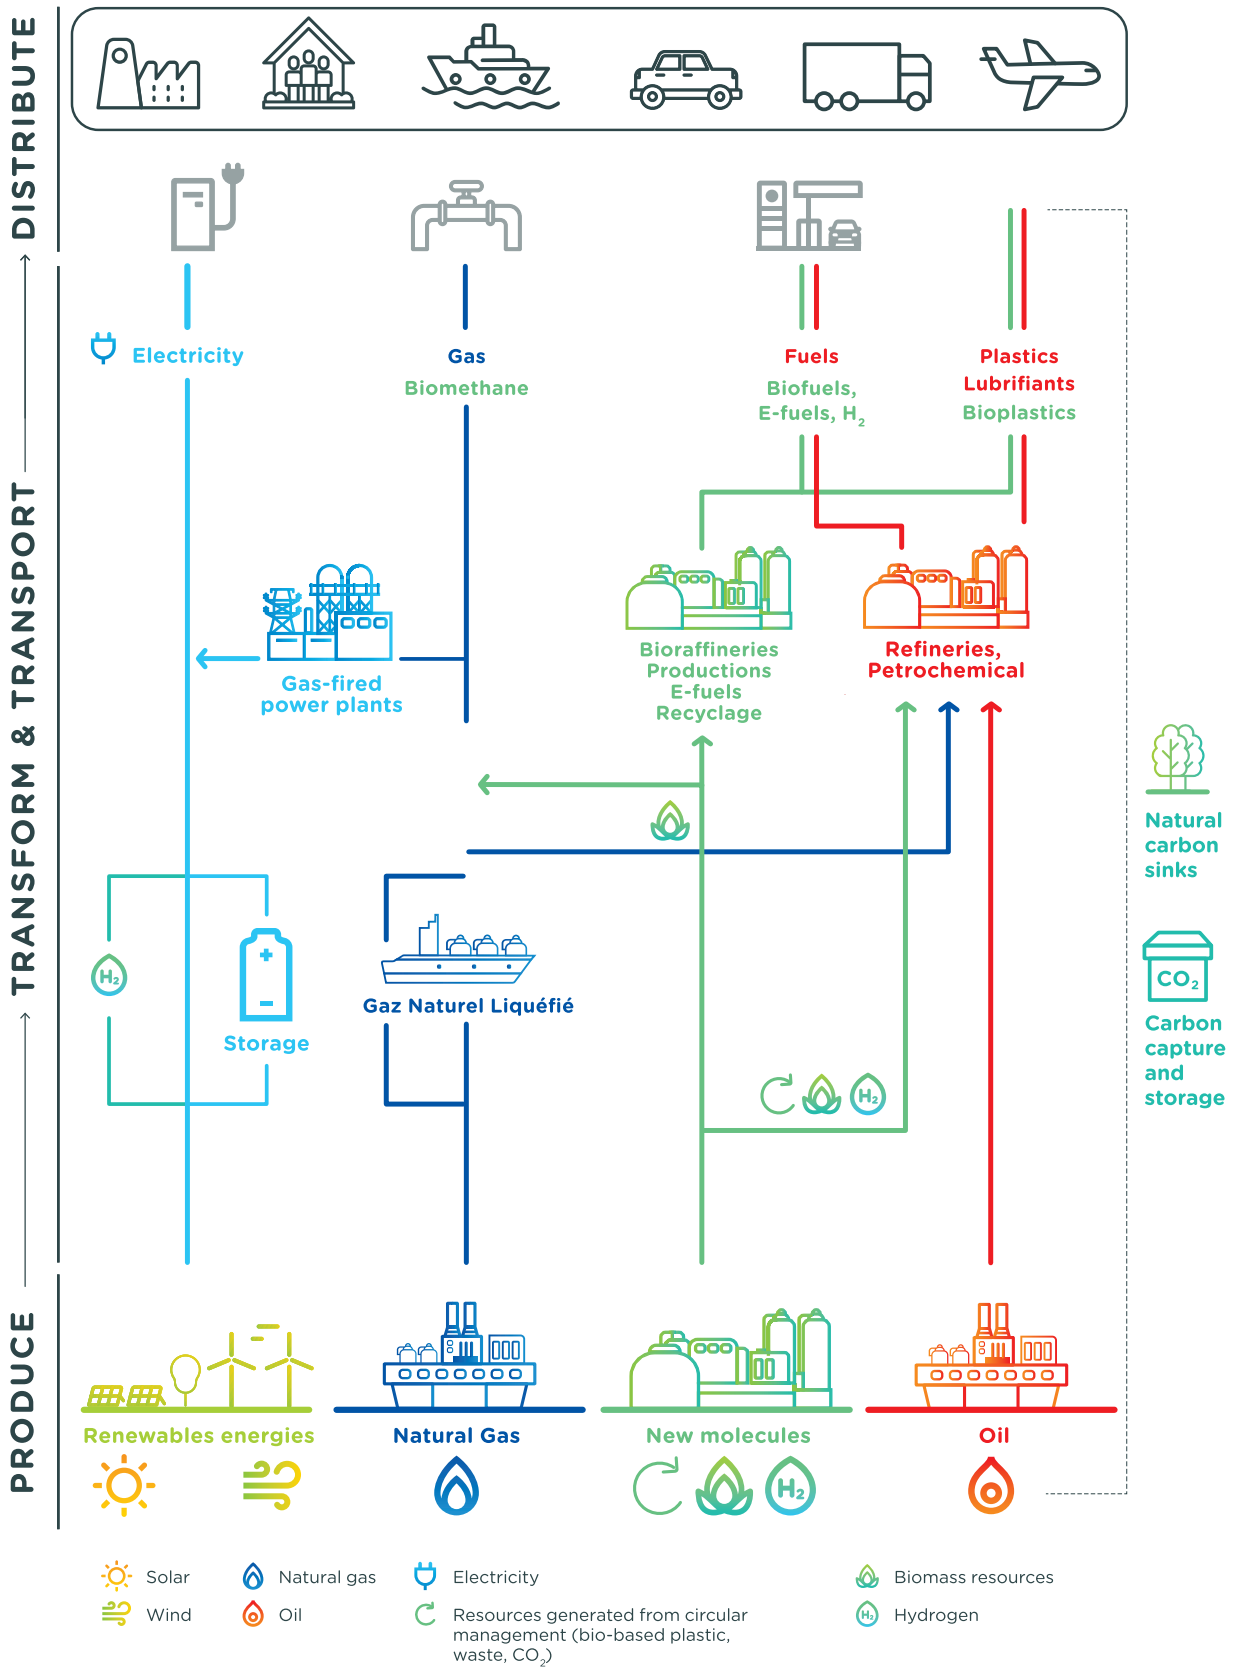 DISTRIBUTE
TRANSFORM & TRANSPORT
PRODUCE
Electricity
Gas
Biomethane
Fuels
Biofuels,
E-fuels, H₂
Plastics
Lubrifiants
Bioplastics
Gas-fired
power plants
Bioraffineries
Productions
E-fuels
Recyclage
Refineries,
Petrochemical
Natural
carbon
sinks
H₂
Storage
Gaz Naturel Liquéfié
CO₂
Carbon
capture
and
storage
H₂
Renewables energies
Natural Gas
New molecules
Oil
H₂
Solar
Natural gas
Electricity
Biomass resources
Wind
Oil
Resources generated from circular
management (bio-based plastic,
waste, CO₂)
H₂
Hydrogen